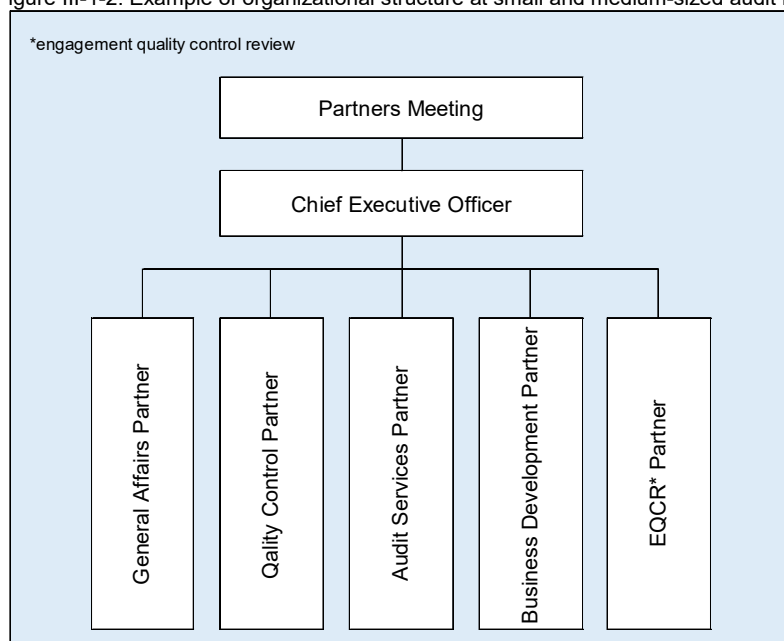 igure III-1-2: Example of organizational structure at small and medium-sized audit
*engagement quality control review
Partners Meeting
Chief Executive Officer
General Affairs Partner
Qality Control Partner
Audit Services Partner
Business Development Partner
EQCR* Partner